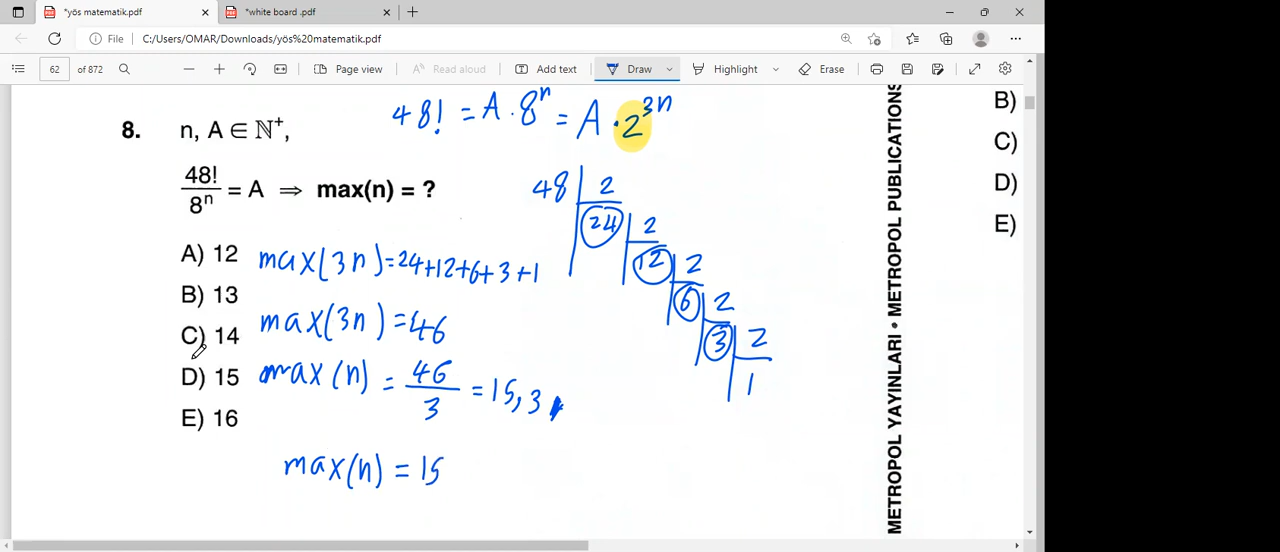 *yös matematik.pdf
*white board .pdf
File
C:/Users/OMAR/Downloads/yös%20matematik.pdf
62 of 872
Page view
Read aloud
Add text
Draw
Highlight
Erase
48! = A · 8ⁿ = A · 2³ⁿ
8. n, A ∈ ℕ⁺,
48!/8ⁿ = A ⇒ max(n) = ?
48 | 2
24 | 2
12 | 2
6 | 2
3 | 2
1
A) 12
max(3n) = 24+12+6+3+1
B) 13
C) 14
max(3n) = 46
D) 15
max(n) = 46/3 = 15,3
E) 16
max(n) = 15
METROPOL YAYINLARI • METROPOL PUBLICATIONS
B)
C)
D)
E)